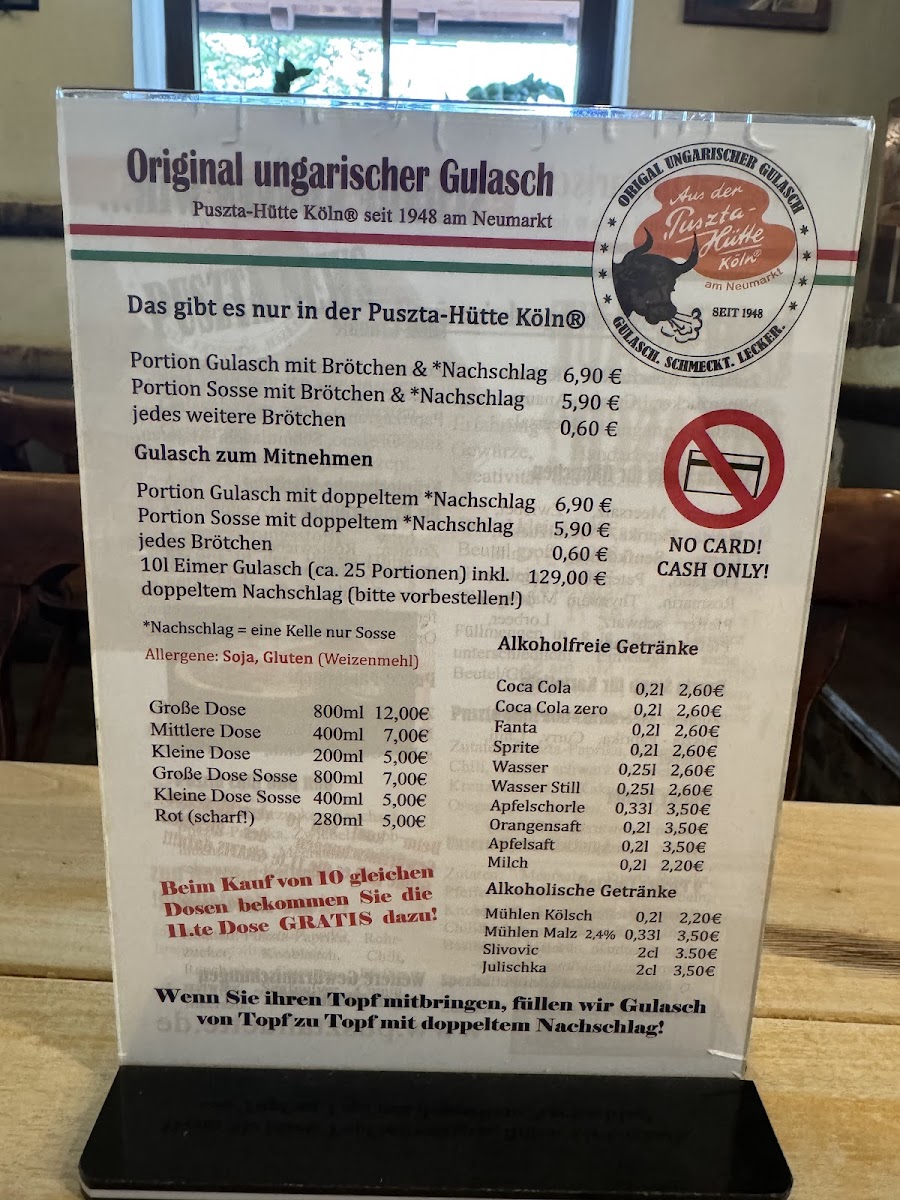 Original ungarischer Gulasch
Puszta-Hütte Köln® seit 1948 am Neumarkt
ORIGAL UNGARISCHER GULASCH
Aus der
Puszta-
Hütte
Köln®
am Neumarkt
SEIT 1948
GULASCH. SCHMECKT. LECKER.
Das gibt es nur in der Puszta-Hütte Köln®
Portion Gulasch mit Brötchen & *Nachschlag 6,90 €
Portion Sosse mit Brötchen & *Nachschlag 5,90 €
jedes weitere Brötchen 0,60 €
Gulasch zum Mitnehmen
Portion Gulasch mit doppeltem *Nachschlag 6,90 €
Portion Sosse mit doppeltem *Nachschlag 5,90 €
jedes Brötchen 0,60 €
10l Eimer Gulasch (ca. 25 Portionen) inkl. 129,00 €
doppeltem Nachschlag (bitte vorbestellen!)
NO CARD!
CASH ONLY!
*Nachschlag = eine Kelle nur Sosse
Allergene: Soja, Gluten (Weizenmehl)
Große Dose 800ml 12,00€
Mittlere Dose 400ml 7,00€
Kleine Dose 200ml 5,00€
Große Dose Sosse 800ml 7,00€
Kleine Dose Sosse 400ml 5,00€
Rot (scharf!) 280ml 5,00€
Beim Kauf von 10 gleichen
Dosen bekommen Sie die
11.te Dose GRATIS dazu!
Alkoholfreie Getränke
Coca Cola 0,2l 2,60€
Coca Cola zero 0,2l 2,60€
Fanta 0,2l 2,60€
Sprite 0,2l 2,60€
Wasser 0,25l 2,60€
Wasser Still 0,25l 2,60€
Apfelschorle 0,33l 3,50€
Orangensaft 0,2l 3,50€
Apfelsaft 0,2l 3,50€
Milch 0,2l 2,20€
Alkoholische Getränke
Mühlen Kölsch 0,2l 2,20€
Mühlen Malz 2,4% 0,33l 3,50€
Slivovic 2cl 3.50€
Julischka 2cl 3,50€
Wenn Sie ihren Topf mitbringen, füllen wir Gulasch
von Topf zu Topf mit doppeltem Nachschlag!